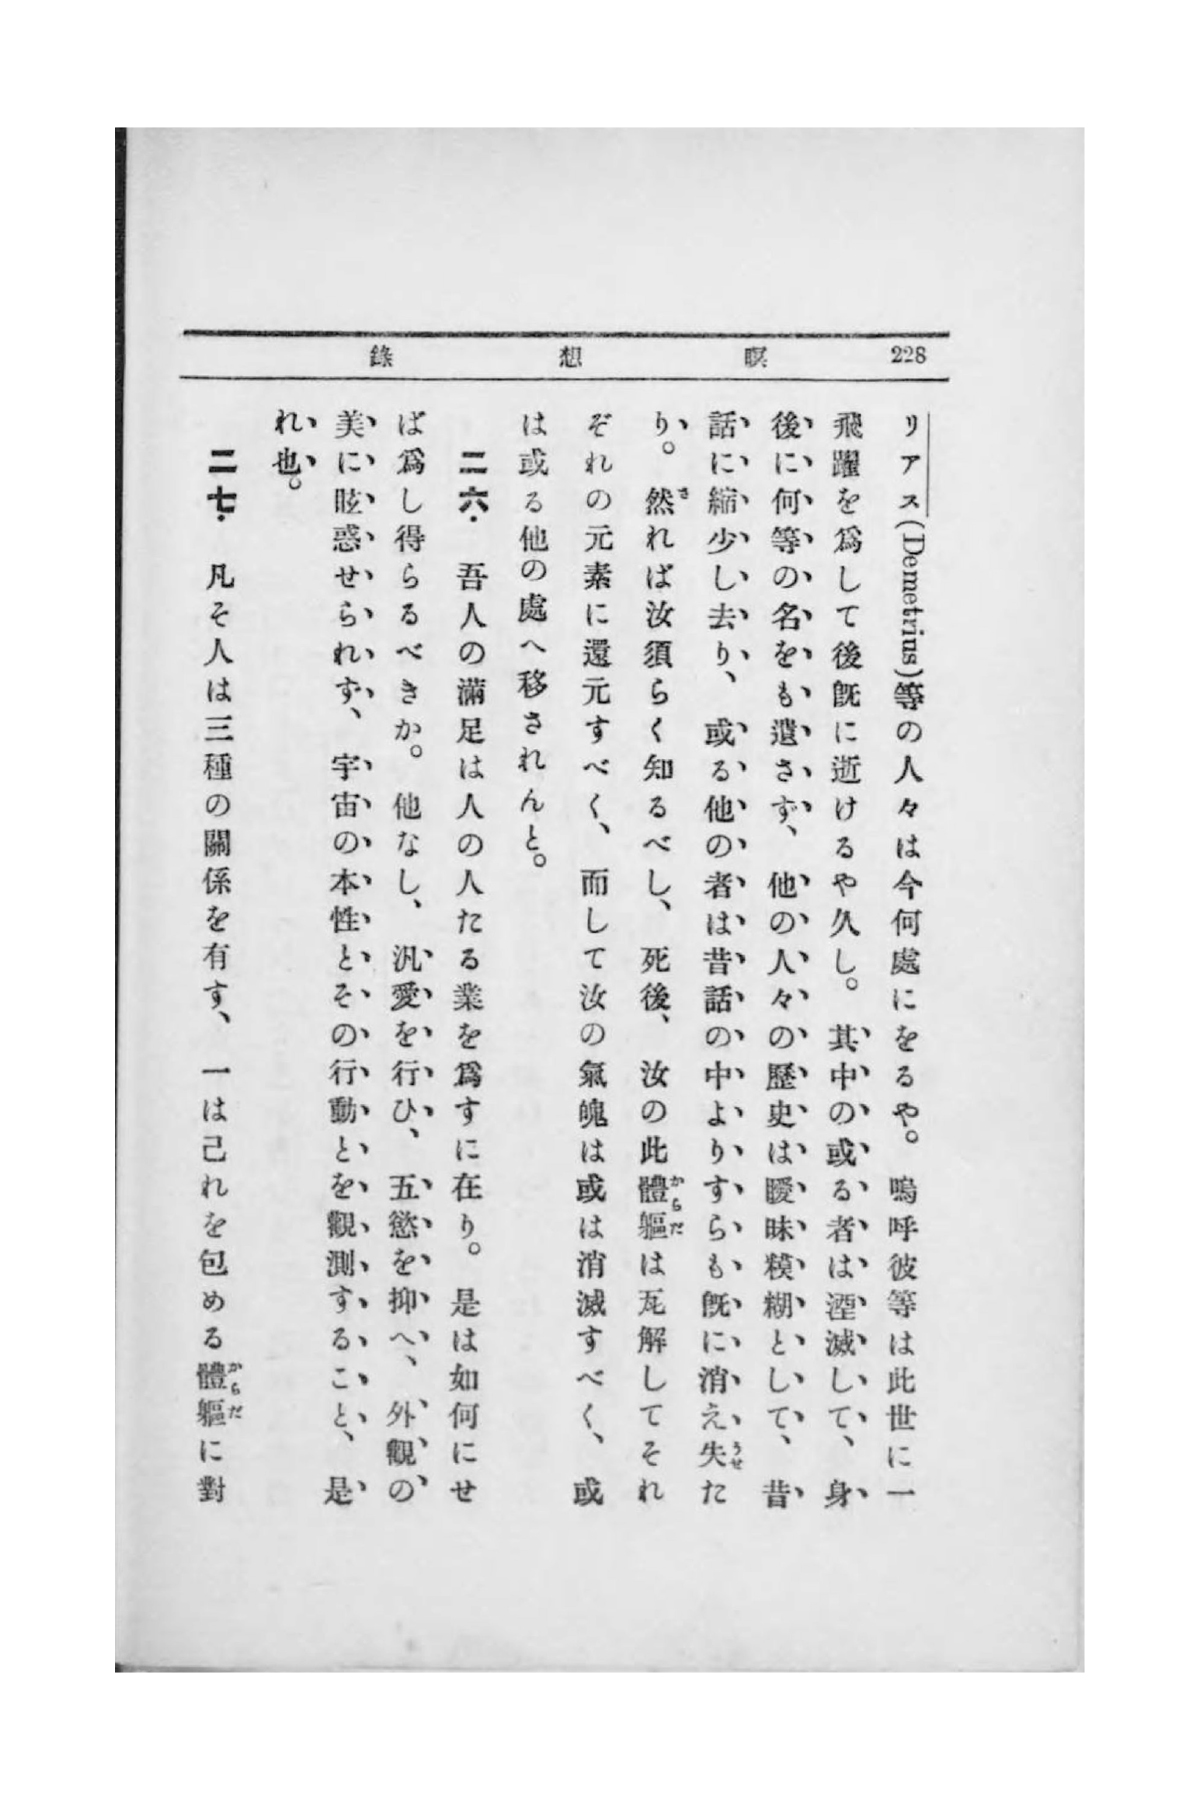 228 瞑想錄
リアス(Demetrins)等の人々は今何處にをるや。嗚呼彼等は此世に一
飛躍を爲して後既に逝けるや久し。其中の或る者は湮滅して、身
後に何等の名をも遺さず、他の人々の歷史は曖昧糢糊として、昔
話に縮少し去り、或る他の者は昔話の中よりすらも既に消え失た
り。然れば汝須らく知るべし、死後、汝の此體軀は瓦解してそれ
ぞれの元素に還元すべく、而して汝の氣魄は或は消滅すべく、或
は或る他の處へ移されんと。
二六・吾人の滿足は人の人たる業を爲すに在り。是は如何にせ
ば爲し得らるべきか。他なし、汎愛を行ひ、五慾を抑へ、外觀の
美に眩惑せられず、宇宙の本性とその行動とを觀測すること、是
れ也。
二七・凡そ人は三種の關係を有す、一は己れを包める體軀に對